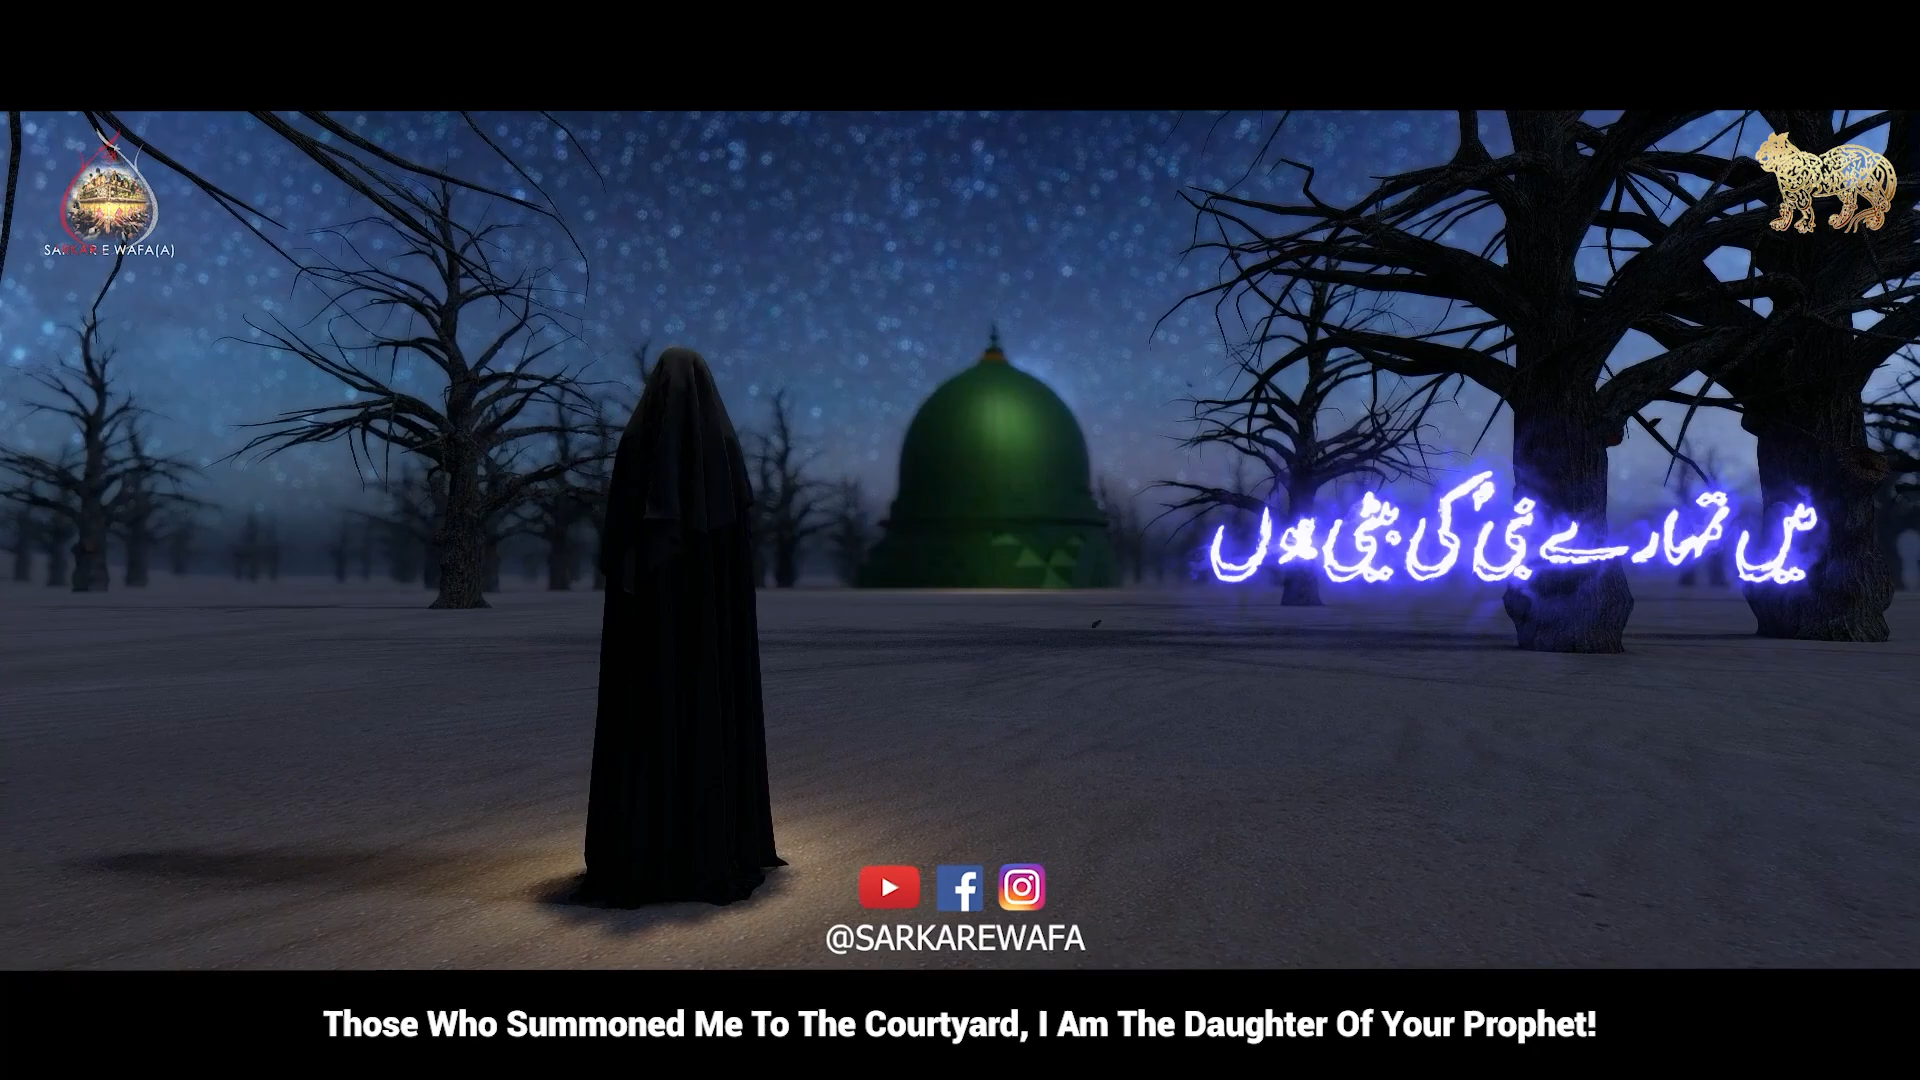 SARKAR E WAFA(A)
میں تمہارے نبیؐ کی بیٹی ہوں
@SARKAREWAFA
Those Who Summoned Me To The Courtyard, I Am The Daughter Of Your Prophet!